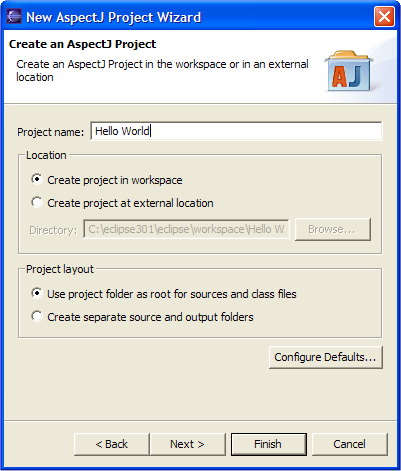 New AspectJ Project Wizard
Create an AspectJ Project
Create an AspectJ Project in the workspace or in an external
location
AJ
Project name: Hello World
Location
Create project in workspace
Create project at external location
Directory: C:\eclipse301\eclipse\workspace\Hello W Browse...
Project layout
Use project folder as root for sources and class files
Create separate source and output folders
Configure Defaults...
< Back Next > Finish Cancel